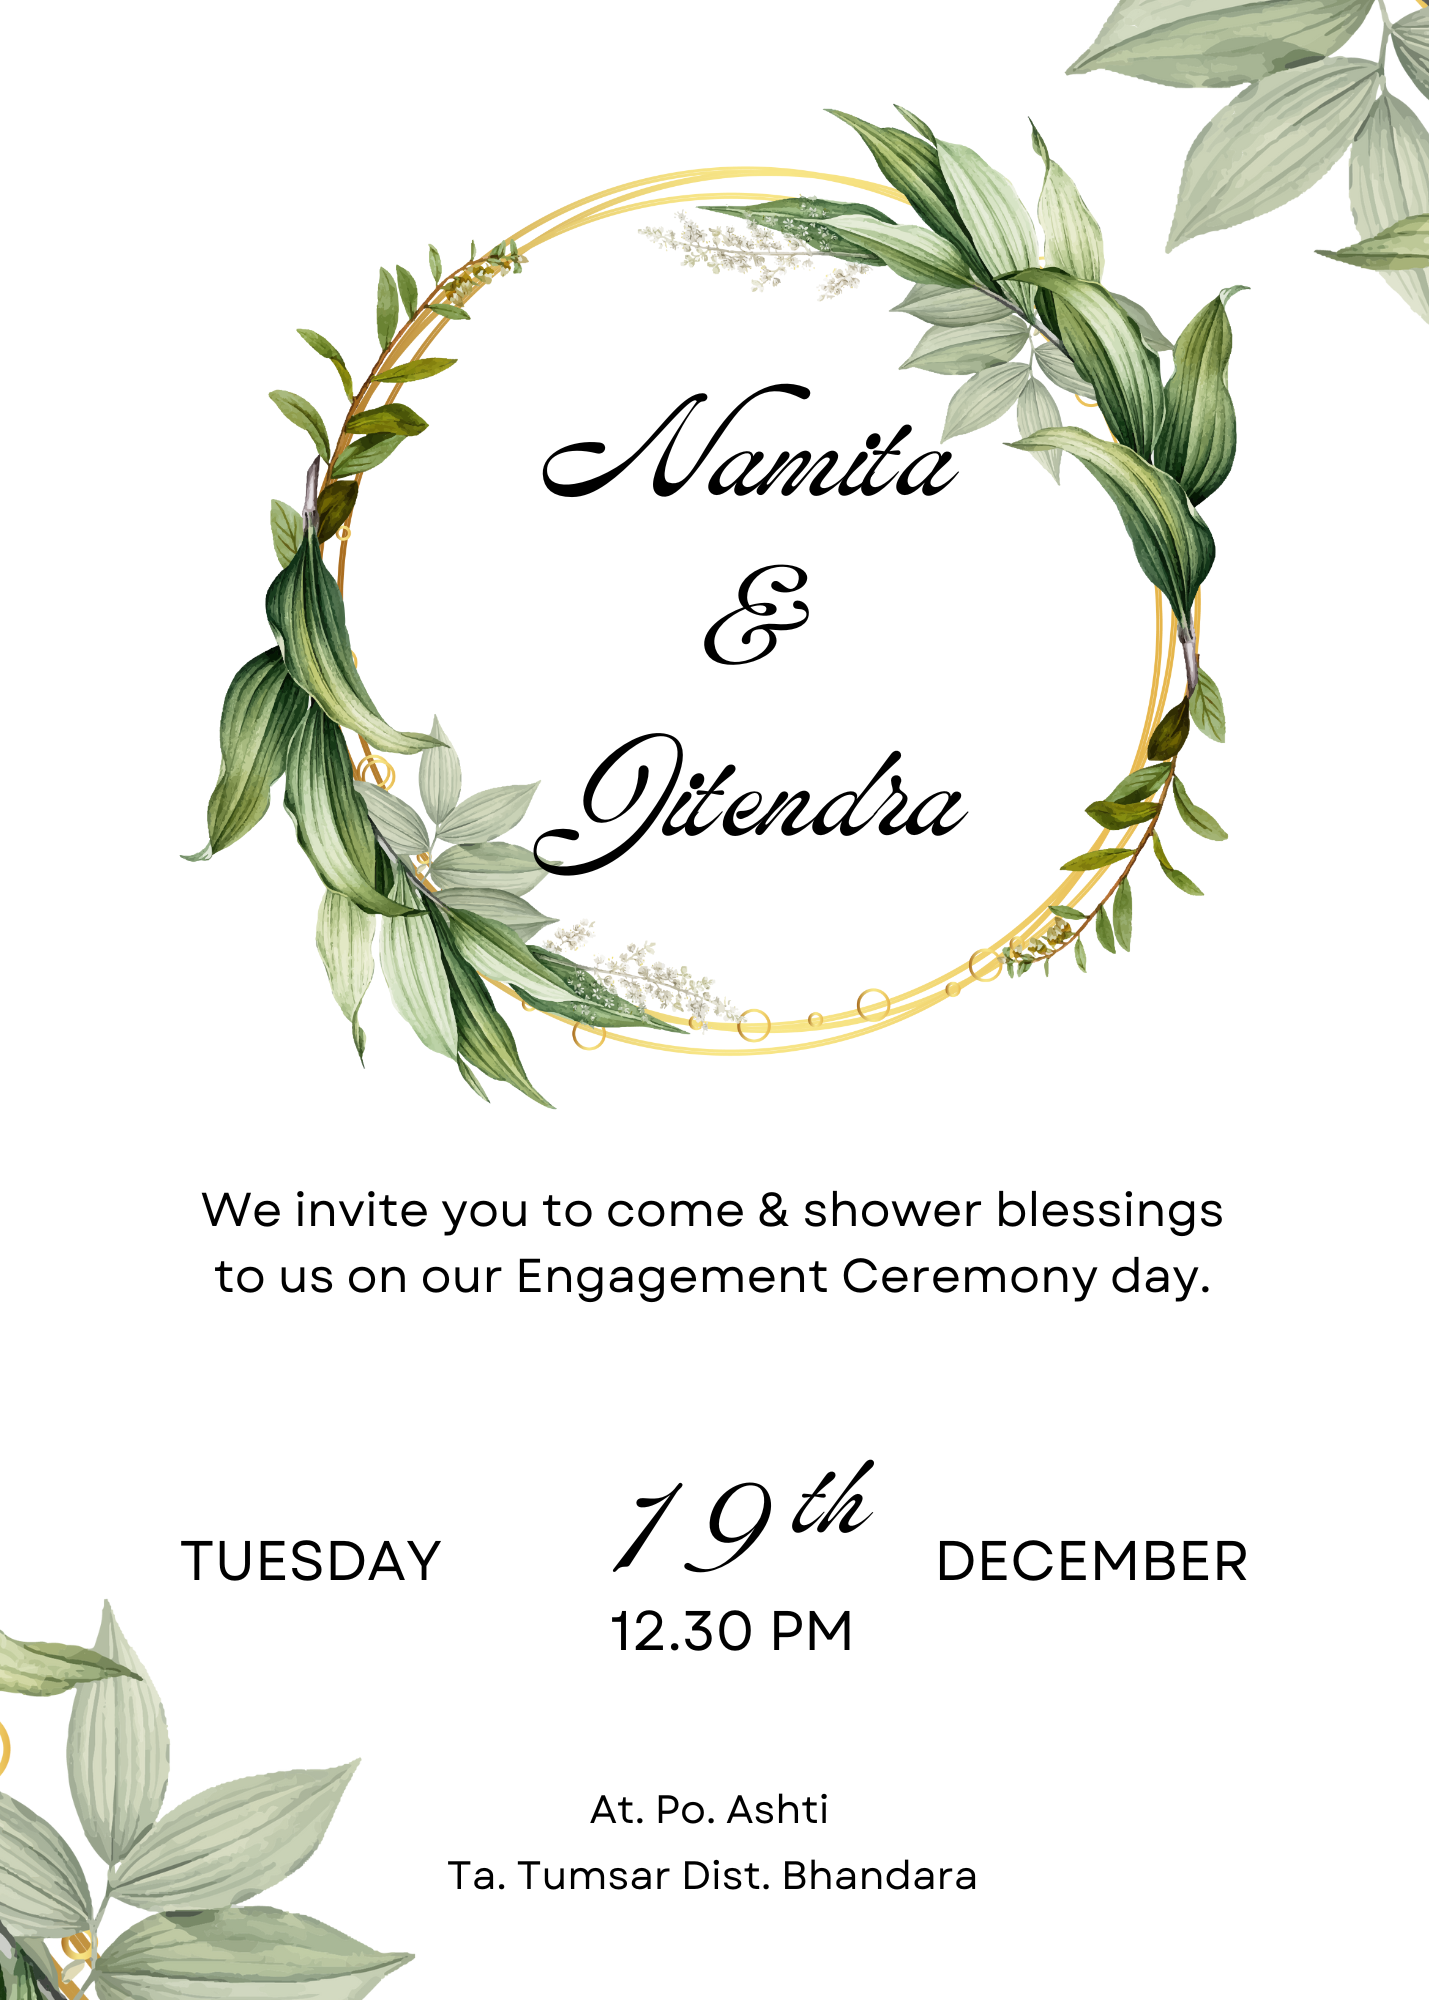 Namita
&
Jitendra
We invite you to come & shower blessings
to us on our Engagement Ceremony day.
TUESDAY 19th DECEMBER
12.30 PM
At. Po. Ashti
Ta. Tumsar Dist. Bhandara